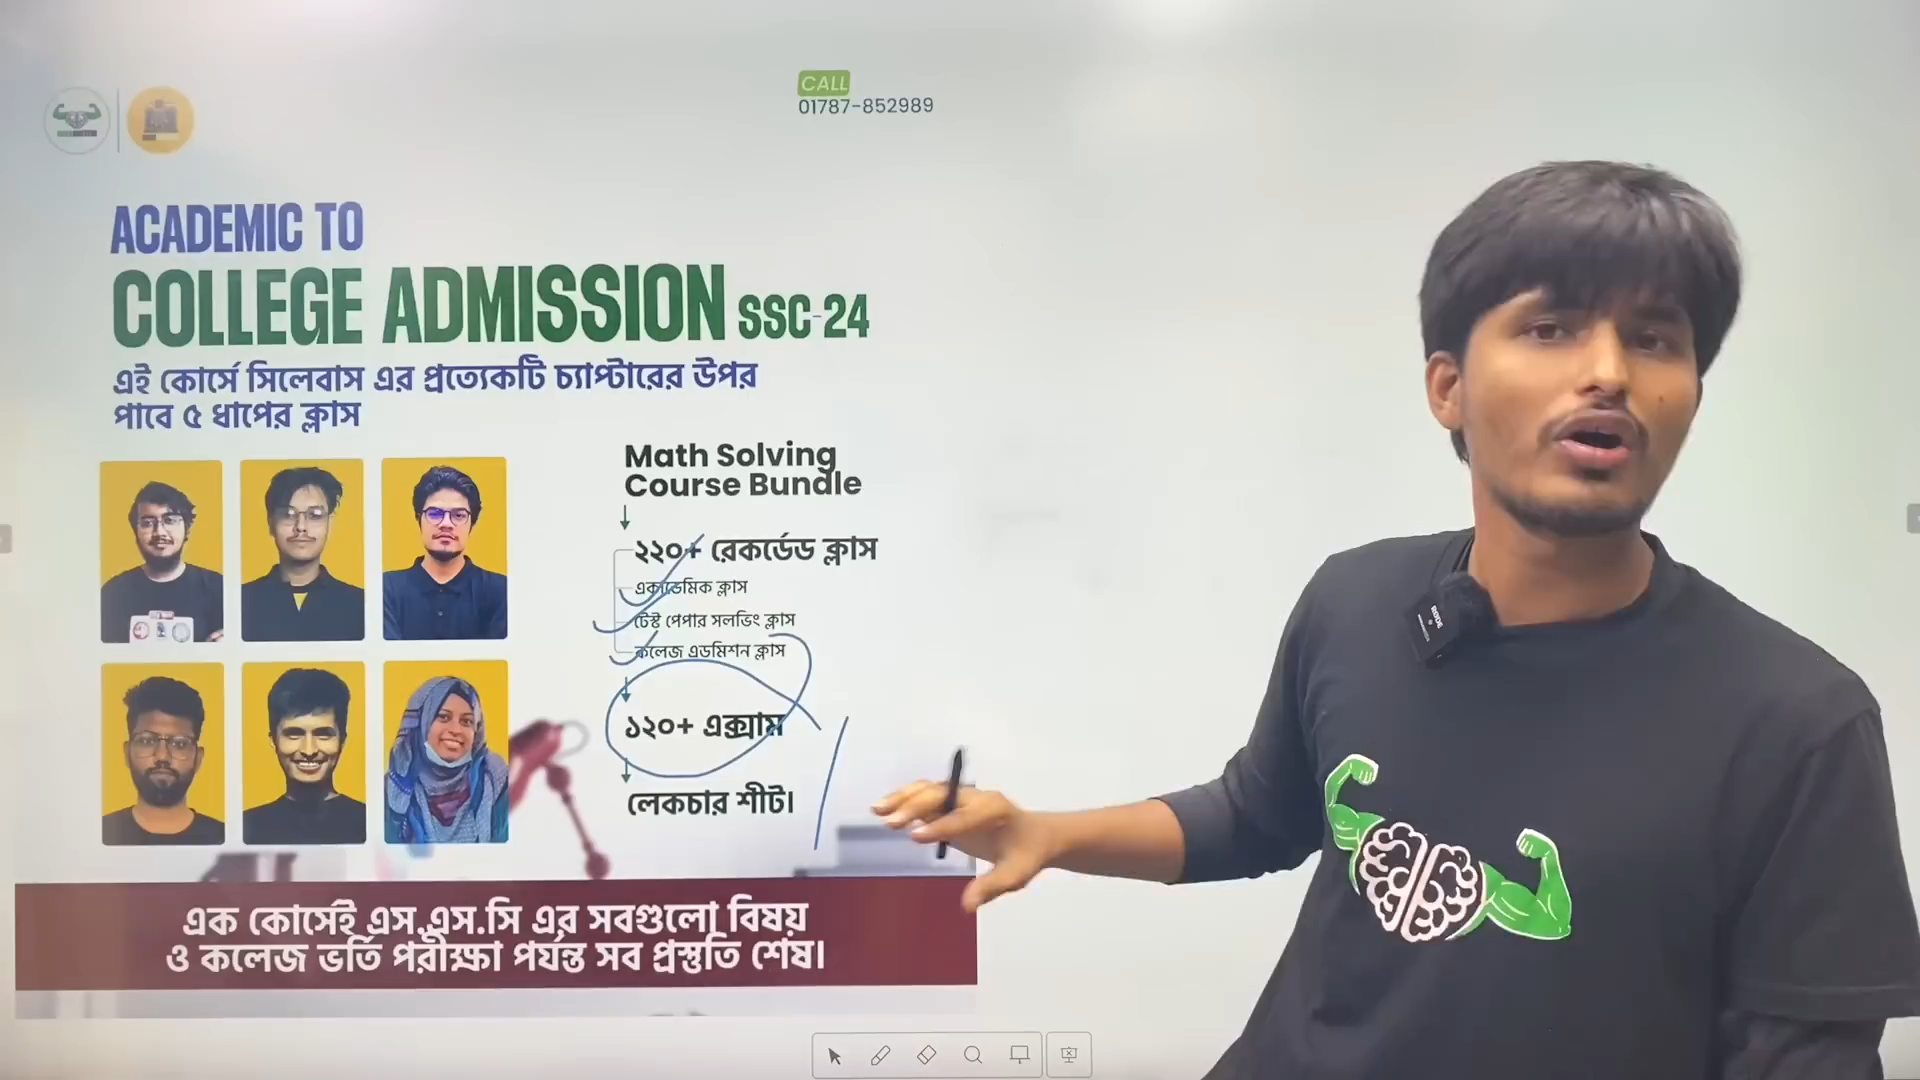 CALL
01787-852989
ACADEMIC TO
COLLEGE ADMISSION SSC-24
এই কোর্সে সিলেবাস এর প্রত্যেকটি চ্যাপ্টারের উপর
পাবে ৫ ধাপের ক্লাস
Math Solving
Course Bundle
২২০+ রেকর্ডেড ক্লাস
একাডেমিক ক্লাস
টেস্ট পেপার সলভিং ক্লাস
কলেজ এডমিশন ক্লাস
১২০+ এক্সাম
লেকচার শীট।
এক কোর্সেই এস.এস.সি এর সবগুলো বিষয়
ও কলেজ ভর্তি পরীক্ষা পর্যন্ত সব প্রস্তুতি শেষ।